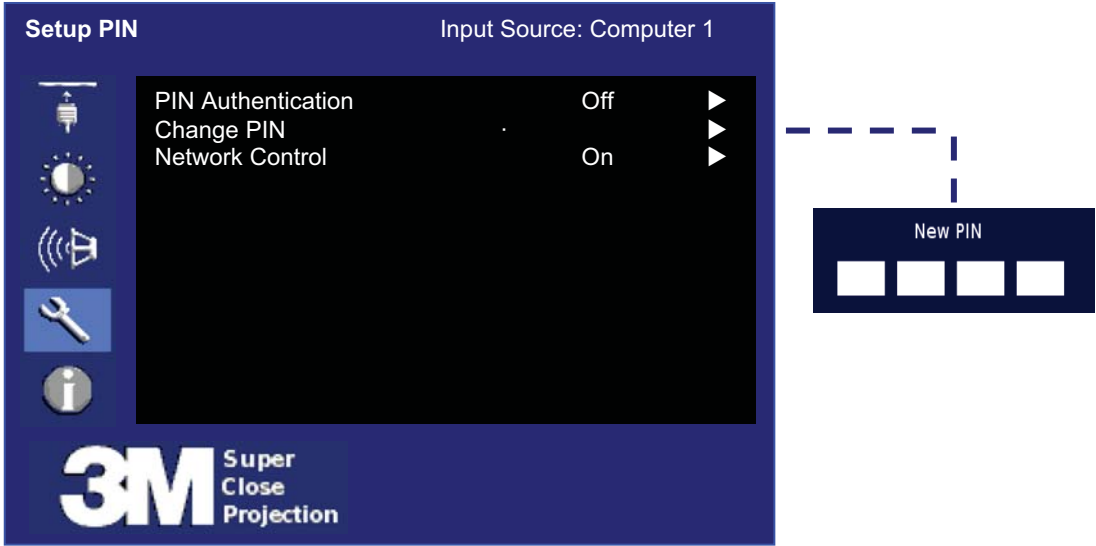 Setup PIN Input Source: Computer 1
PIN Authentication Off ▶
Change PIN · ▶
Network Control On ▶
New PIN
3M Super
Close
Projection